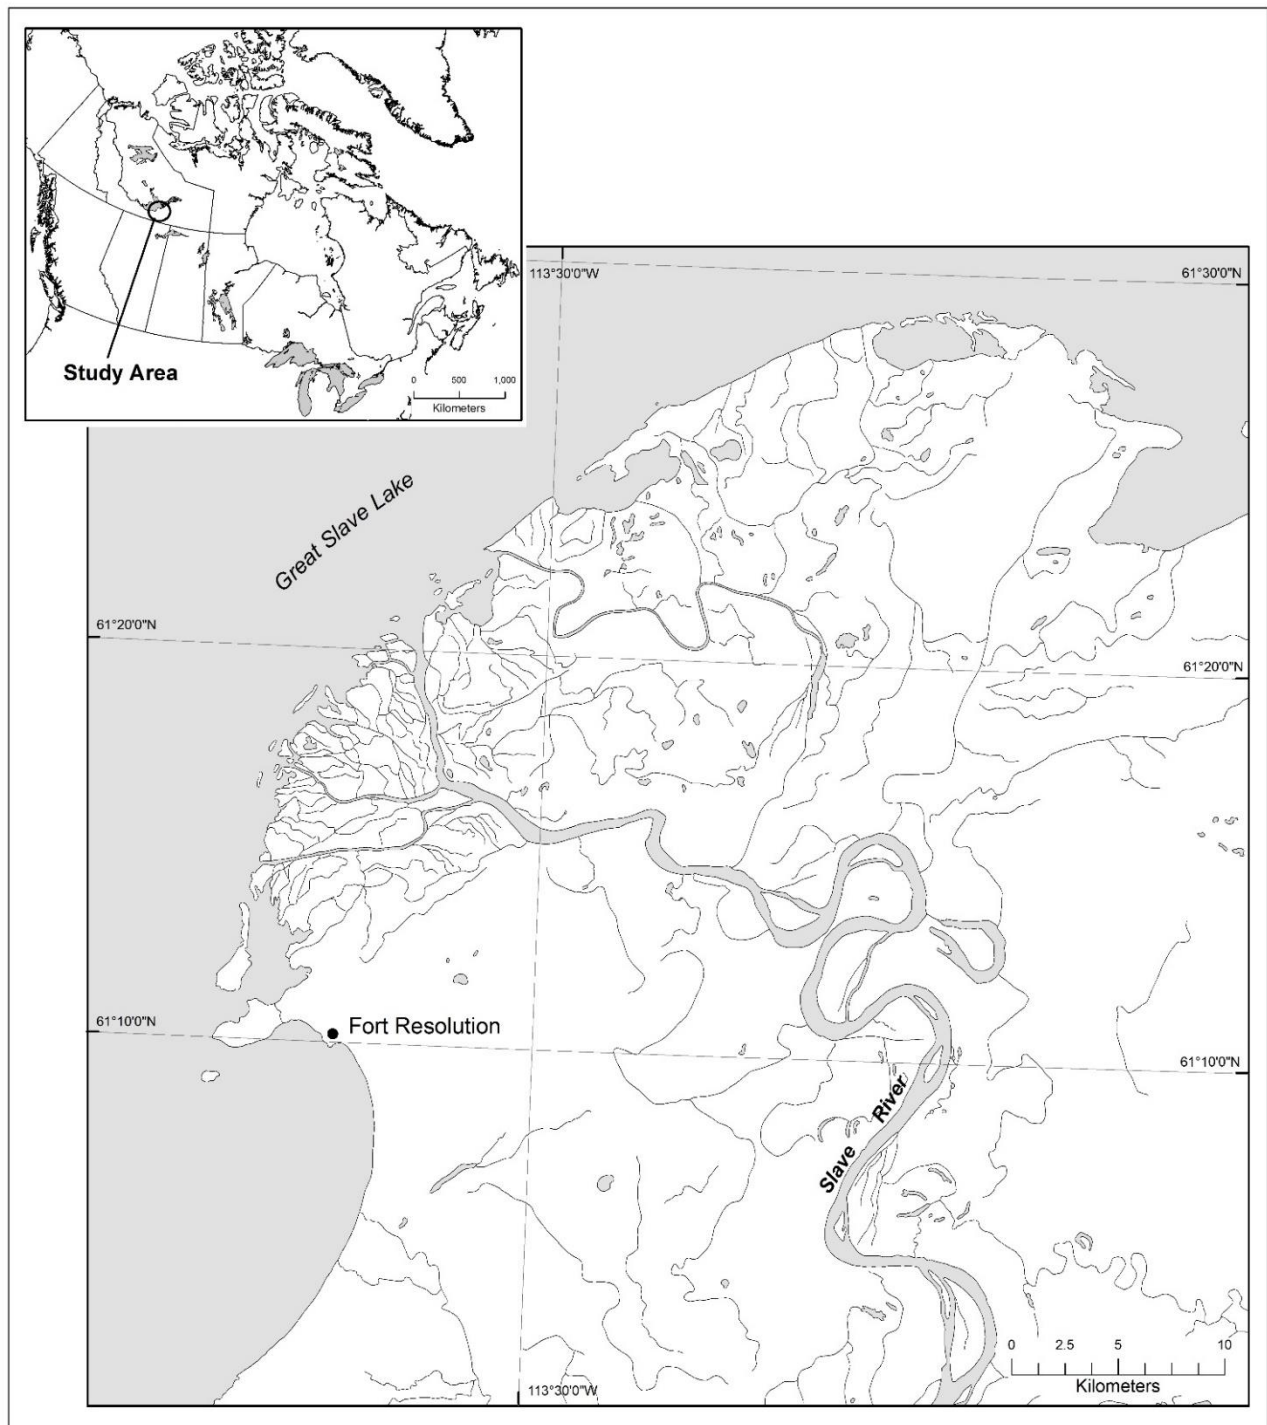 Study Area
0 500 1,000
Kilometers
113°30'0"W
61°30'0"N
Great Slave Lake
61°20'0"N
61°20'0"N
61°10'0"N
Fort Resolution
61°10'0"N
Slave River
0 2.5 5 10
Kilometers
113°30'0"W